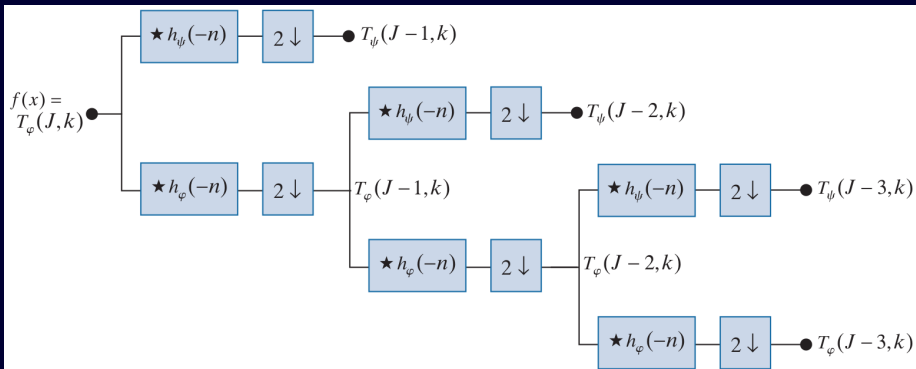 ★ h_ψ(−n) 2↓ T_ψ(J−1,k)
f(x) =
T_φ(J,k)
★ h_ψ(−n) 2↓ T_ψ(J−2,k)
★ h_φ(−n) 2↓ T_φ(J−1,k)
★ h_ψ(−n) 2↓ T_ψ(J−3,k)
★ h_φ(−n) 2↓ T_φ(J−2,k)
★ h_φ(−n) 2↓ T_φ(J−3,k)